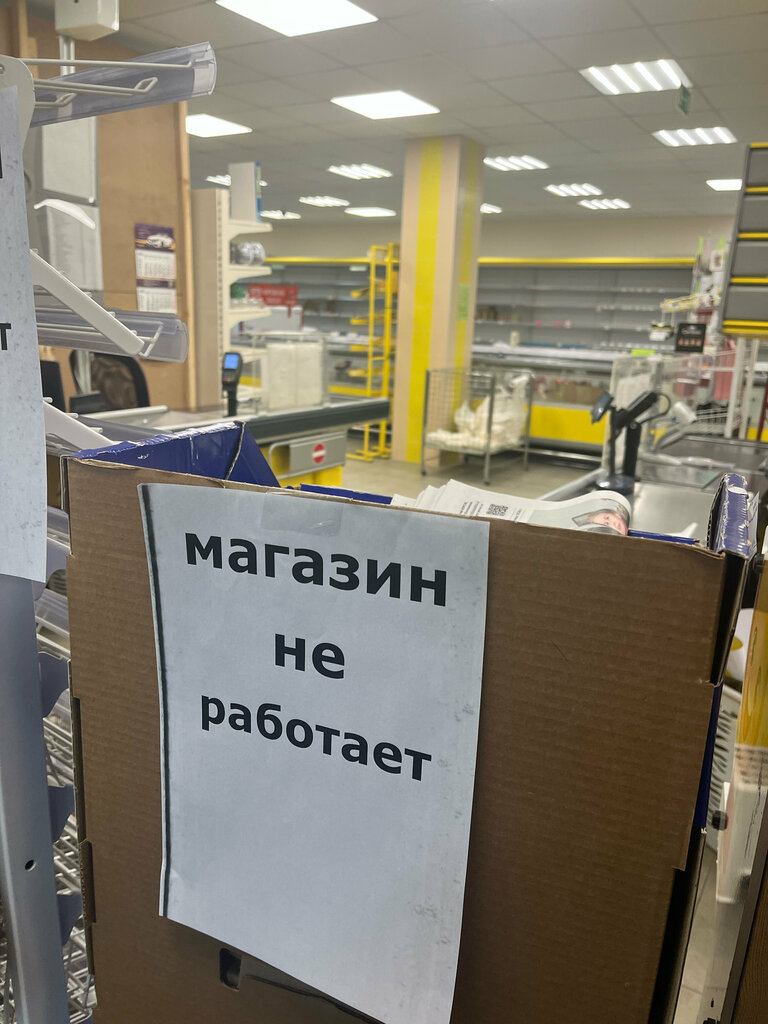 магазин
не
работает
т